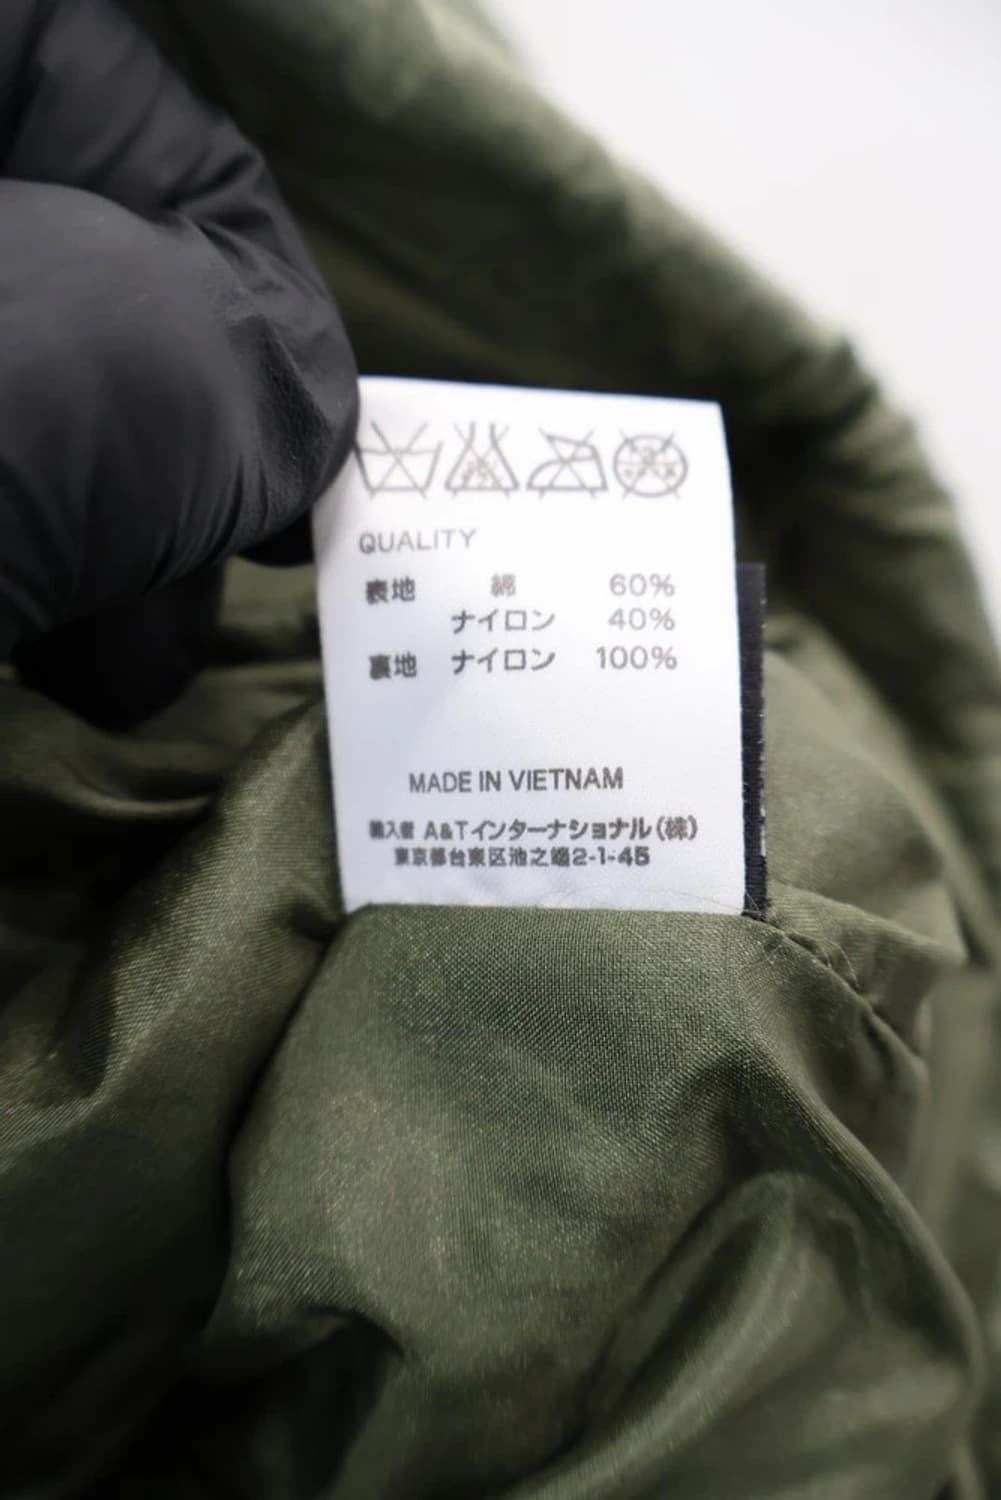 QUALITY
表地 綿 60%
ナイロン 40%
裏地 ナイロン 100%
MADE IN VIETNAM
輸入者 A&Tインターナショナル(株)
東京都台東区池之端2-1-45